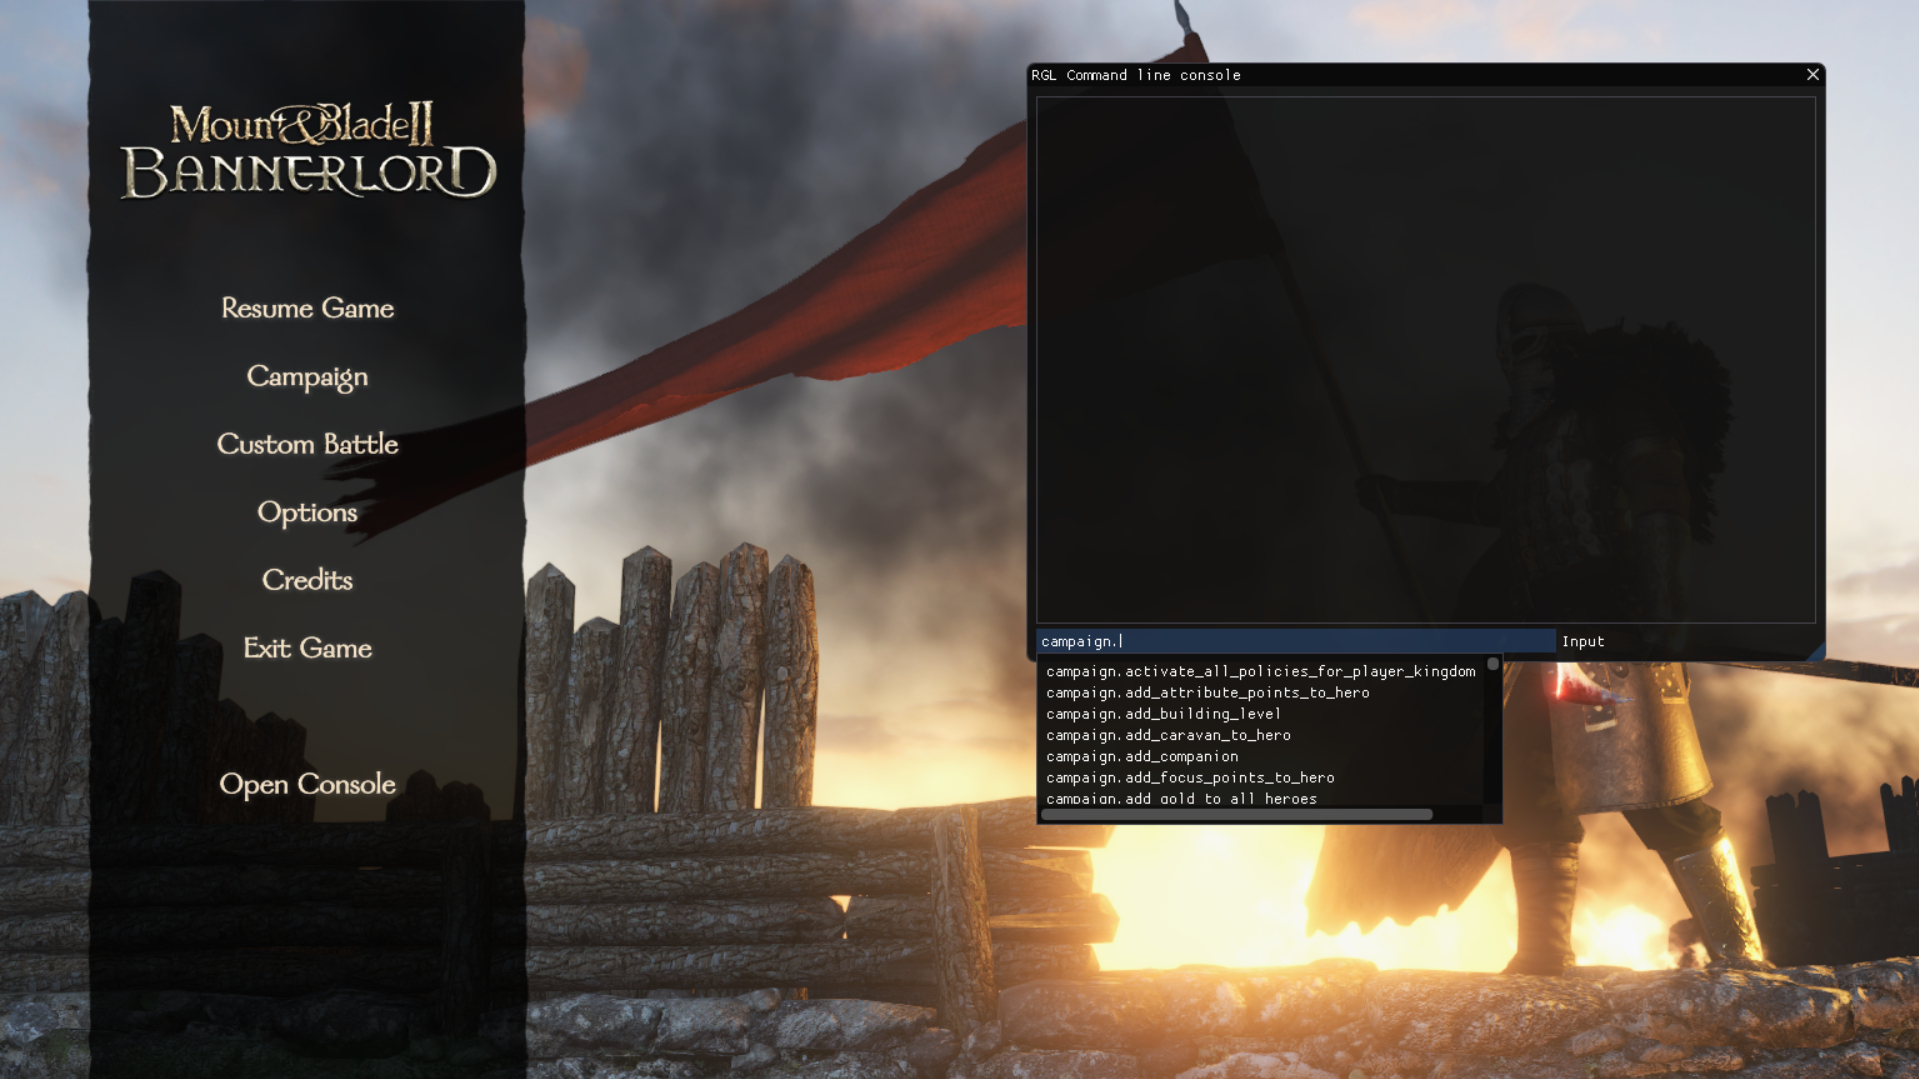 Mount&Blade II
BANNERLORD
Resume Game
Campaign
Custom Battle
Options
Credits
Exit Game
Open Console
RGL Command line console
campaign.
Input
campaign.activate_all_policies_for_player_kingdom
campaign.add_attribute_points_to_hero
campaign.add_building_level
campaign.add_caravan_to_hero
campaign.add_companion
campaign.add_focus_points_to_hero
campaign.add_gold_to_all_heroes